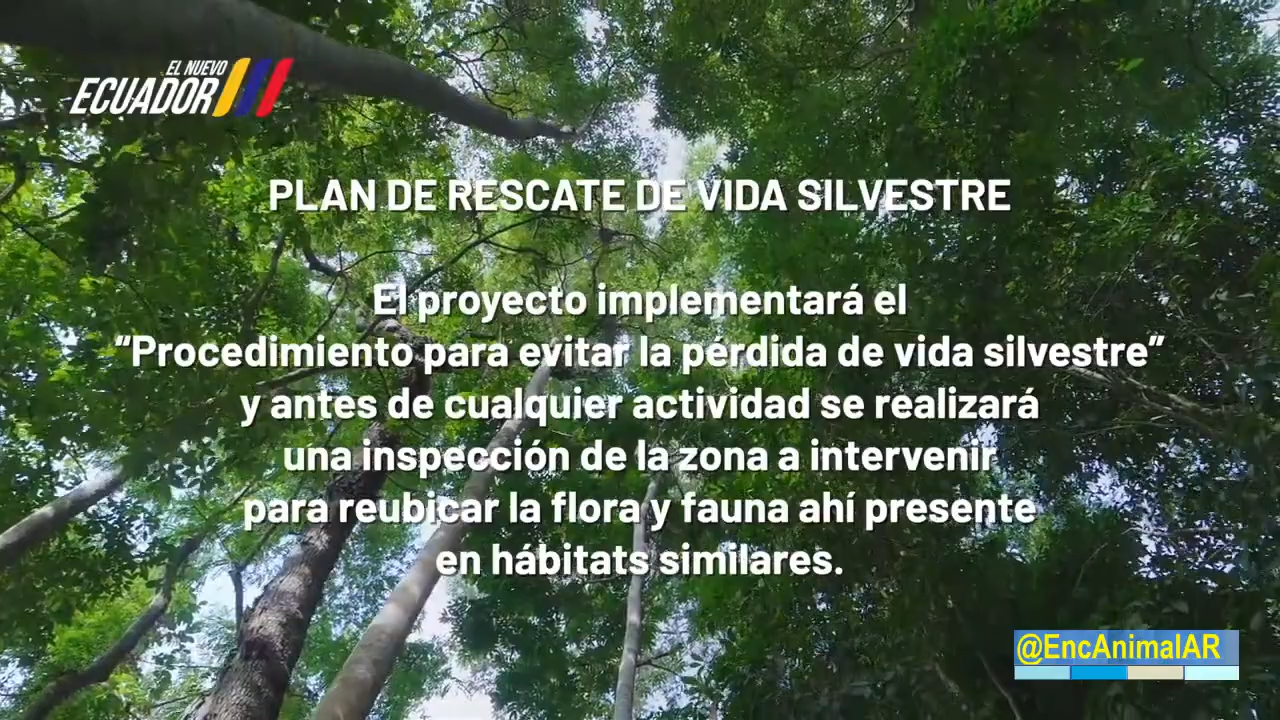 EL NUEVO
ECUADOR
PLAN DE RESCATE DE VIDA SILVESTRE
El proyecto implementará el
“Procedimiento para evitar la pérdida de vida silvestre”
y antes de cualquier actividad se realizará
una inspección de la zona a intervenir
para reubicar la flora y fauna ahí presente
en hábitats similares.
@EncAnimalAR